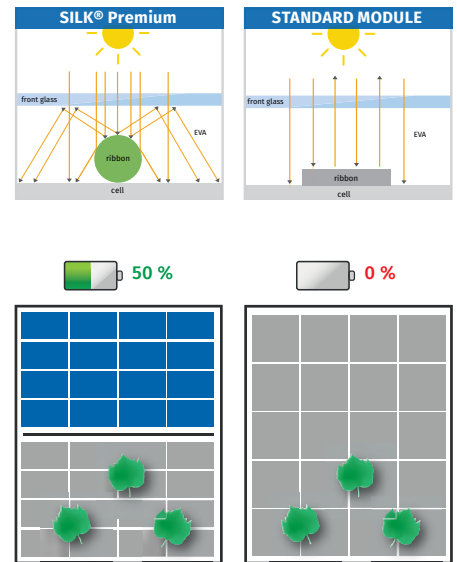 SILK® Premium
STANDARD MODULE
front glass
EVA
ribbon
cell
front glass
EVA
ribbon
cell
50 %
0 %